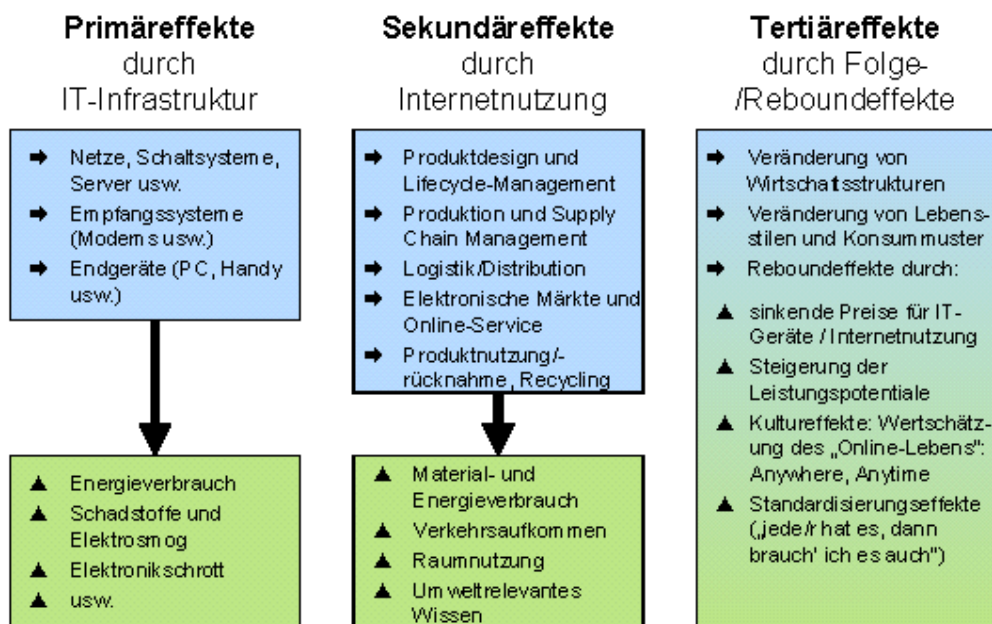 Primäreffekte
durch
IT-Infrastruktur
➡ Netze, Schaltsysteme,
Server usw.
➡ Empfangssysteme
(Modems usw.)
➡ Endgeräte (PC, Handy
usw.)
▲ Energieverbrauch
▲ Schadstoffe und
Elektrosmog
▲ Elektronikschrott
▲ usw.
Sekundäreffekte
durch
Internetnutzung
➡ Produktdesign und
Lifecycle-Management
➡ Produktion und Supply
Chain Management
➡ Logistik/Distribution
➡ Elektronische Märkte und
Online-Service
➡ Produktnutzung/-
rücknahme, Recycling
▲ Material- und
Energieverbrauch
▲ Verkehrsaufkommen
▲ Raumnutzung
▲ Umweltrelevantes
Wissen
Tertiäreffekte
durch Folge-
/Reboundeffekte
➡ Veränderung von
Wirtschaftsstrukturen
➡ Veränderung von Lebens-
stilen und Konsummuster
➡ Reboundeffekte durch:
▲ sinkende Preise für IT-
Geräte / Internetnutzung
▲ Steigerung der
Leistungspotentiale
▲ Kultureffekte: Wertschätz-
ung des „Online-Lebens":
Anywhere, Anytime
▲ Standardisierungseffekte
(„jede/r hat es, dann
brauch' ich es auch")